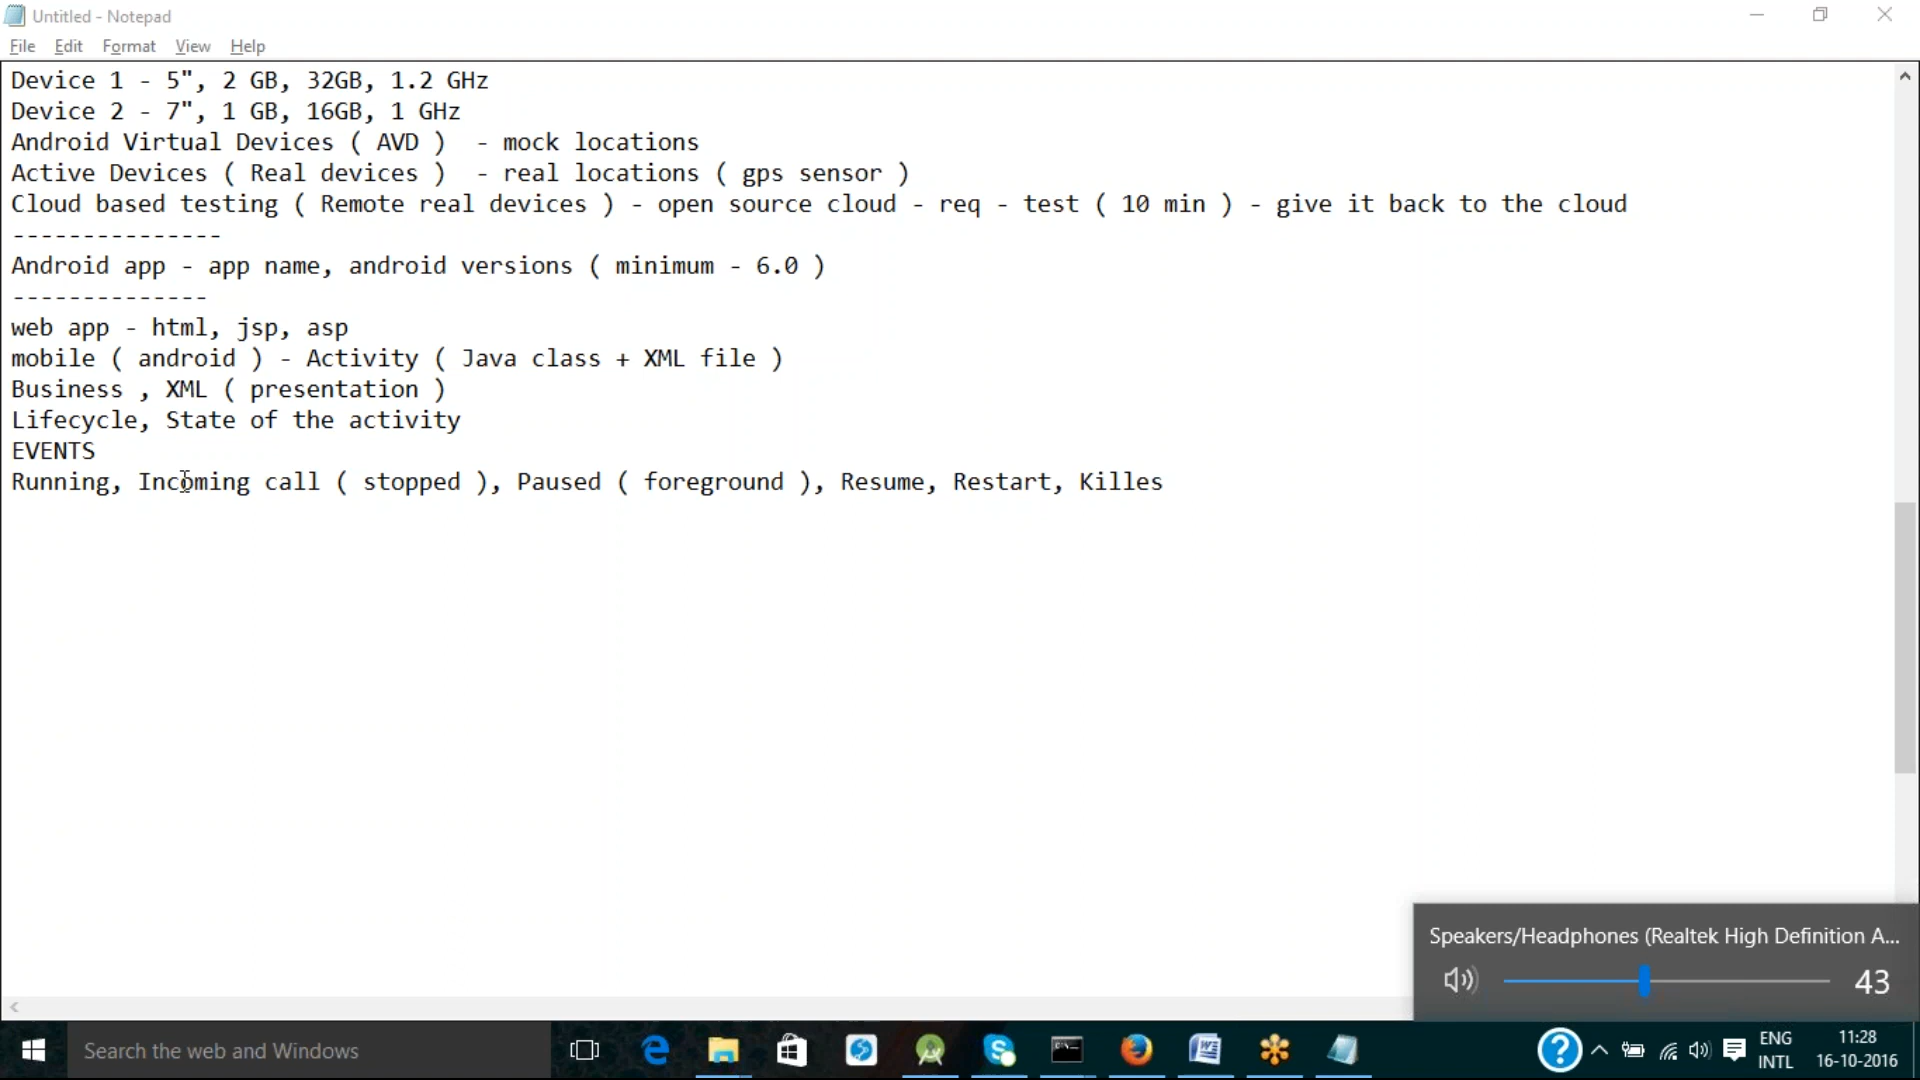 Untitled - Notepad
File Edit Format View Help
Device 1 - 5", 2 GB, 32GB, 1.2 GHz
Device 2 - 7", 1 GB, 16GB, 1 GHz
Android Virtual Devices ( AVD )  - mock locations
Active Devices ( Real devices )  - real locations ( gps sensor )
Cloud based testing ( Remote real devices ) - open source cloud - req - test ( 10 min ) - give it back to the cloud
---------------
Android app - app name, android versions ( minimum - 6.0 )
--------------
web app - html, jsp, asp
mobile ( android ) - Activity ( Java class + XML file )
Business , XML ( presentation )
Lifecycle, State of the activity
EVENTS
Running, Incoming call ( stopped ), Paused ( foreground ), Resume, Restart, Killes
Speakers/Headphones (Realtek High Definition A...
43
Search the web and Windows
ENG
INTL
11:28
16-10-2016